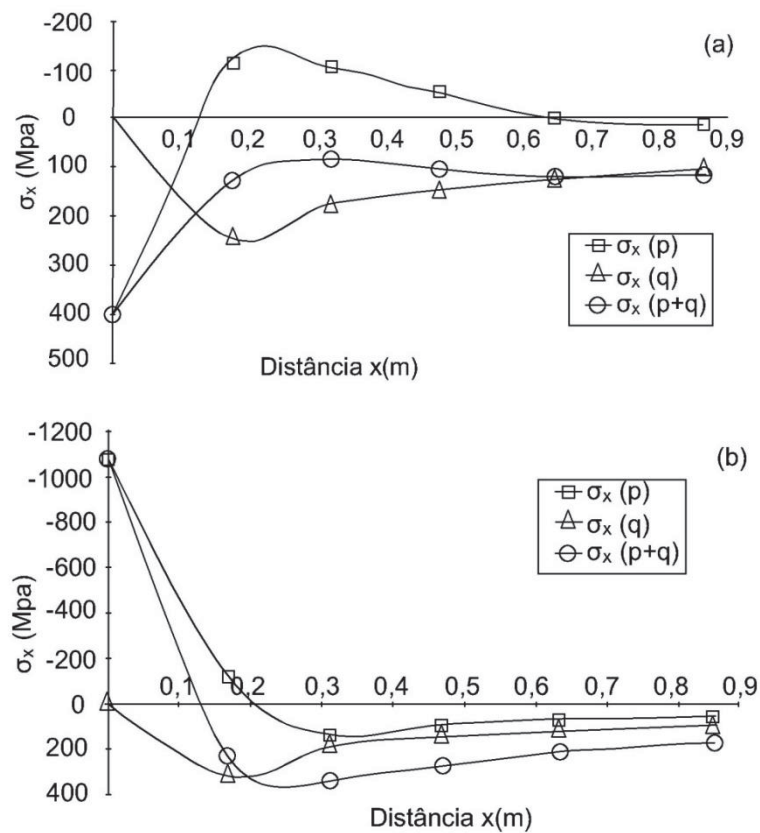 -200
(a)
-100
0
0,1 0,2 0,3 0,4 0,5 0,6 0,7 0,8 0,9
100
σx (Mpa)
200
300
400
500
σx (p)
σx (q)
σx (p+q)
Distância x(m)
-1200
(b)
-1000
-800
-600
-400
-200
0
200
400
σx (Mpa)
σx (p)
σx (q)
σx (p+q)
0,1 0,2 0,3 0,4 0,5 0,6 0,7 0,8 0,9
Distância x(m)